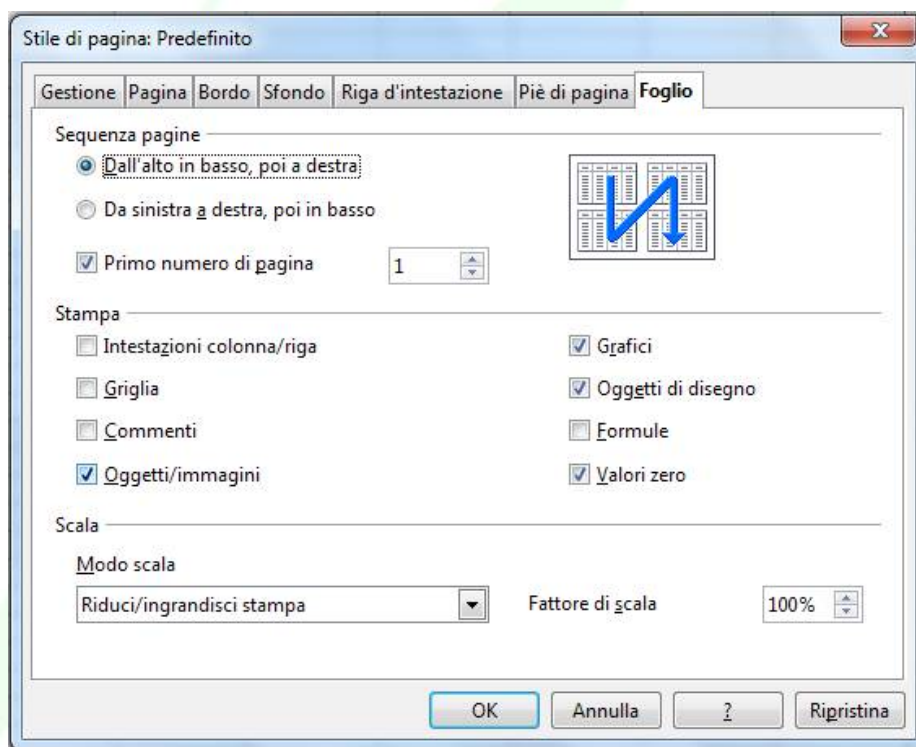 Stile di pagina: Predefinito
Gestione Pagina Bordo Sfondo Riga d'intestazione Piè di pagina Foglio
Sequenza pagine
Dall'alto in basso, poi a destra
Da sinistra a destra, poi in basso
Primo numero di pagina 1
Stampa
Intestazioni colonna/riga Grafici
Griglia Oggetti di disegno
Commenti Formule
Oggetti/immagini Valori zero
Scala
Modo scala
Riduci/ingrandisci stampa Fattore di scala 100%
OK Annulla ? Ripristina